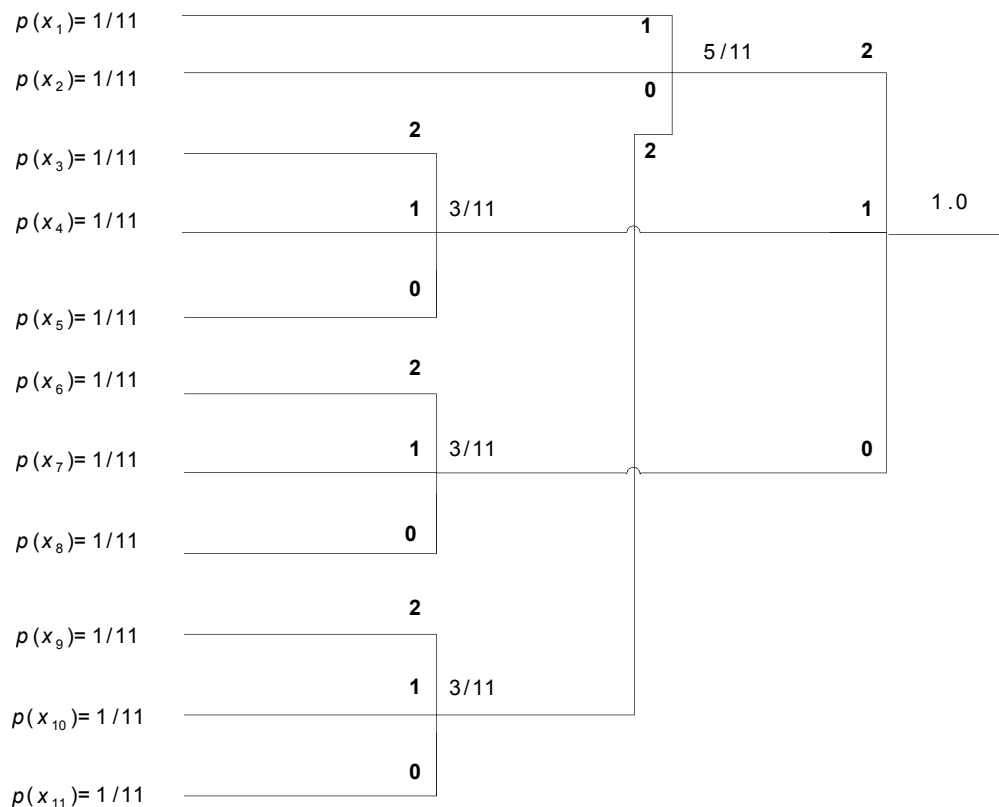 p(x₁)= 1/11
1
5/11
2
p(x₂)= 1/11
0
2
2
p(x₃)= 1/11
1
3/11
1
1.0
p(x₄)= 1/11
0
p(x₅)= 1/11
2
p(x₆)= 1/11
1
3/11
0
p(x₇)= 1/11
0
p(x₈)= 1/11
2
p(x₉)= 1/11
1
3/11
p(x₁₀)= 1/11
0
p(x₁₁)= 1/11